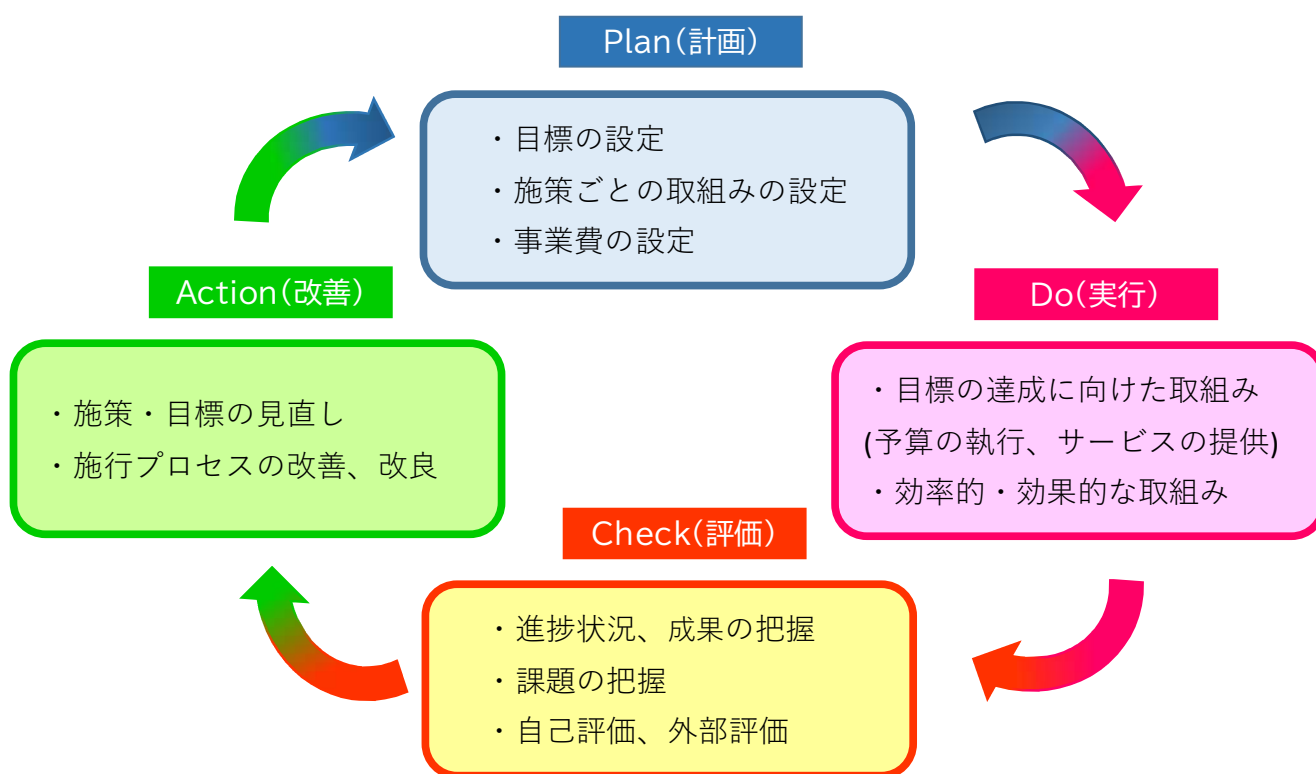 Plan(計画)
・目標の設定
・施策ごとの取組みの設定
・事業費の設定
Do(実行)
・目標の達成に向けた取組み
(予算の執行、サービスの提供)
・効率的・効果的な取組み
Check(評価)
・進捗状況、成果の把握
・課題の把握
・自己評価、外部評価
Action(改善)
・施策・目標の見直し
・施行プロセスの改善、改良